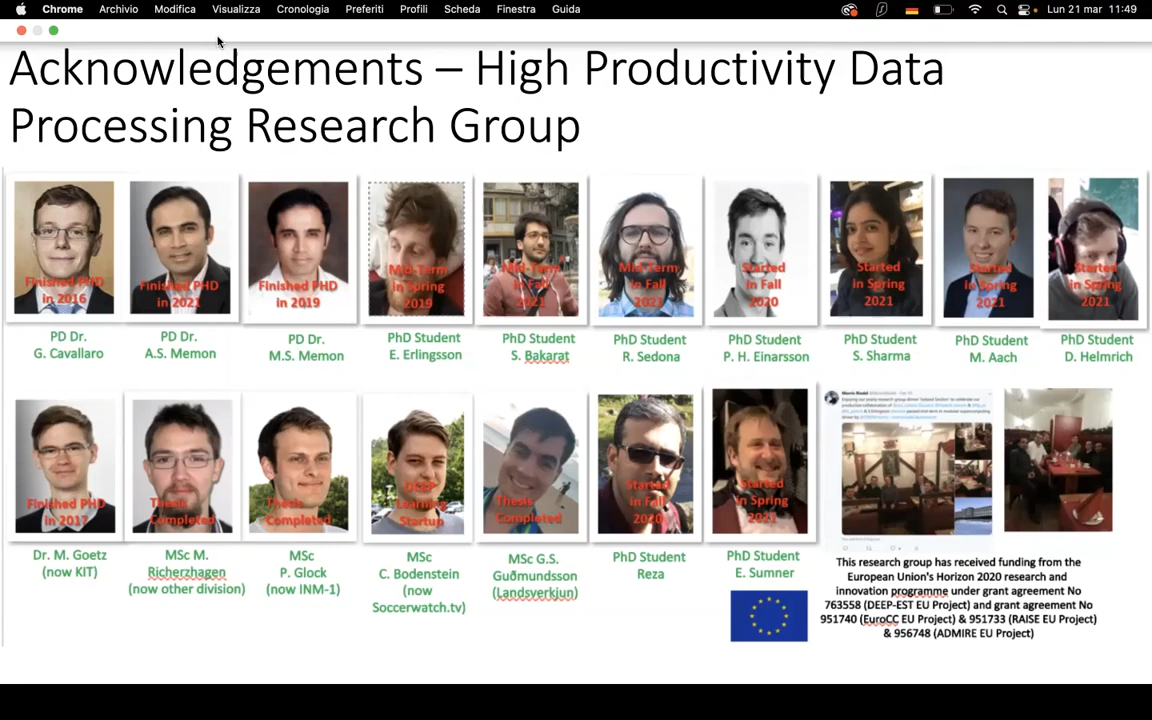 Chrome Archivio Modifica Visualizza Cronologia Preferiti Profili Scheda Finestra Guida Lun 21 mar 11:49
Acknowledgements – High Productivity Data
Processing Research Group
Finished PHD
in 2016
Finished PHD
in 2021
Finished PHD
in 2019
Mid-Term
in Spring
2019
Mid-Term
in Fall
2021
Mid-Term
in Fall
2021
Started
in Fall
2020
Started
in Spring
2021
Started
in Spring
2021
Started
in Spring
2021
PD Dr.
G. Cavallaro
PD Dr.
A.S. Memon
PD Dr.
M.S. Memon
PhD Student
E. Erlingsson
PhD Student
S. Bakarat
PhD Student
R. Sedona
PhD Student
P. H. Einarsson
PhD Student
S. Sharma
PhD Student
M. Aach
PhD Student
D. Helmrich
Finished PHD
in 2017
Thesis
Completed
Thesis
Completed
DEEP
Learning
Startup
Thesis
Completed
Started
in Fall
2020
Started
in Spring
2021
Dr. M. Goetz
(now KIT)
MSc M.
Richerzhagen
(now other division)
MSc
P. Glock
(now INM-1)
MSc
C. Bodenstein
(now
Soccerwatch.tv)
MSc G.S.
Guðmundsson
(Landsverkjun)
PhD Student
Reza
PhD Student
E. Sumner
This research group has received funding from the
European Union's Horizon 2020 research and
innovation programme under grant agreement No
763558 (DEEP-EST EU Project) and grant agreement No
951740 (EuroCC EU Project) & 951733 (RAISE EU Project)
& 956748 (ADMIRE EU Project)